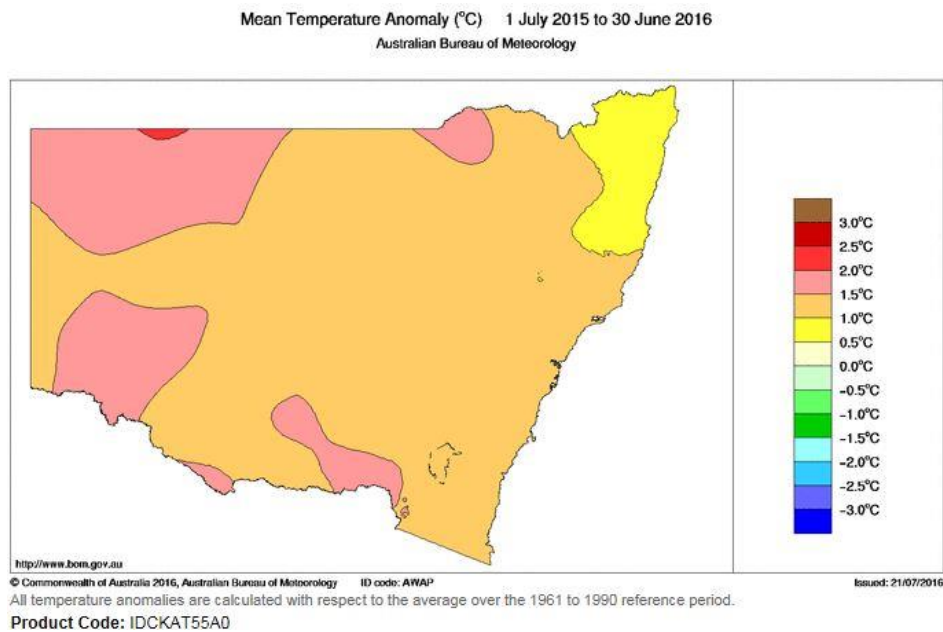 Mean Temperature Anomaly (°C)    1 July 2015 to 30 June 2016
Australian Bureau of Meteorology
3.0°C
2.5°C
2.0°C
1.5°C
1.0°C
0.5°C
0.0°C
-0.5°C
-1.0°C
-1.5°C
-2.0°C
-2.5°C
-3.0°C
http://www.bom.gov.au
© Commonwealth of Australia 2016, Australian Bureau of Meteorology    ID code: AWAP    Issued: 21/07/2016
All temperature anomalies are calculated with respect to the average over the 1961 to 1990 reference period.
Product Code: IDCKAT55A0